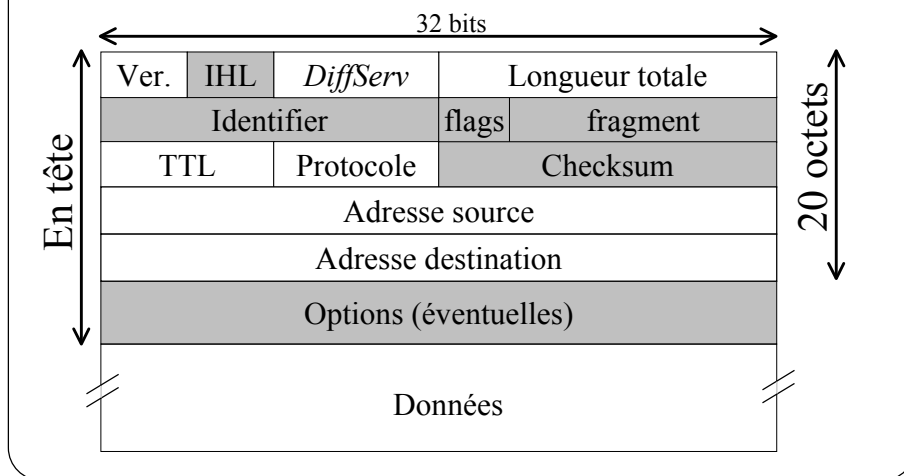 32 bits
Ver. IHL DiffServ Longueur totale
Identifier flags fragment
TTL Protocole Checksum
Adresse source
Adresse destination
Options (éventuelles)
Données
En tête
20 octets